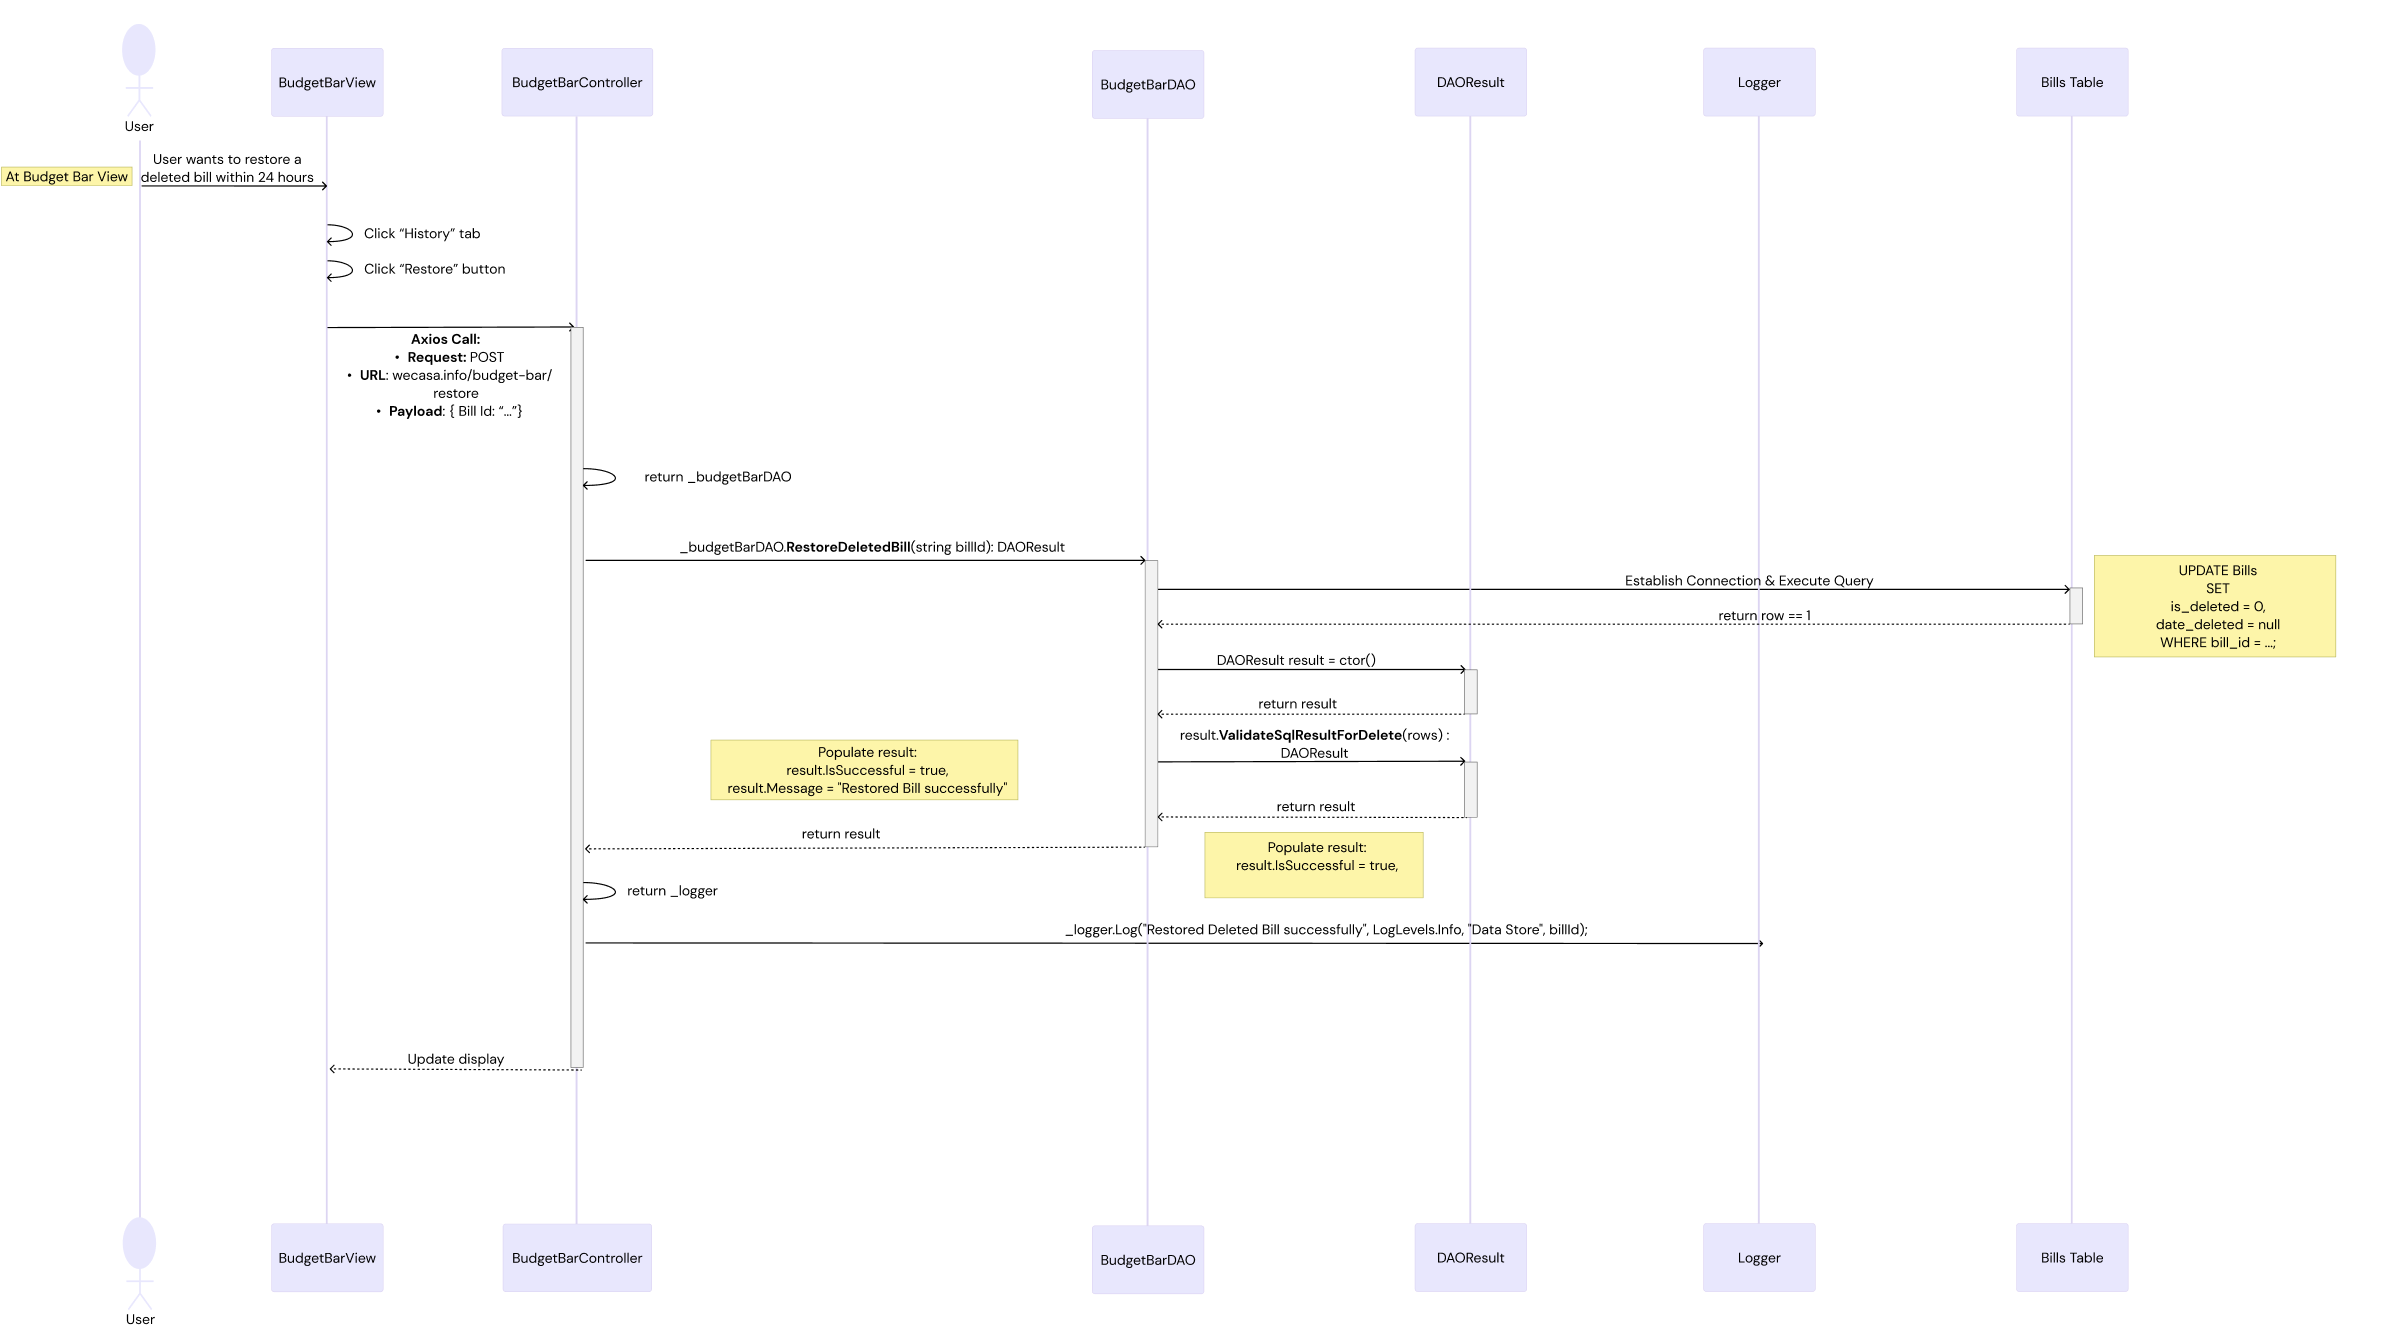 User
BudgetBarView
BudgetBarController
BudgetBarDAO
DAOResult
Logger
Bills Table
At Budget Bar View
User wants to restore a
deleted bill within 24 hours
Click “History” tab
Click “Restore” button
Axios Call:
• Request: POST
• URL: wecasa.info/budget-bar/
restore
• Payload: { Bill Id: “...”}
return _budgetBarDAO
_budgetBarDAO.RestoreDeletedBill(string billId): DAOResult
Establish Connection & Execute Query
return row == 1
UPDATE Bills
SET
is_deleted = 0,
date_deleted = null
WHERE bill_id = ...;
DAOResult result = ctor()
return result
result.ValidateSqlResultForDelete(rows) :
DAOResult
Populate result:
result.IsSuccessful = true,
result.Message = "Restored Bill successfully"
return result
return result
Populate result:
result.IsSuccessful = true,
return _logger
_logger.Log("Restored Deleted Bill successfully", LogLevels.Info, "Data Store", billId);
Update display
BudgetBarView
BudgetBarController
BudgetBarDAO
DAOResult
Logger
Bills Table
User